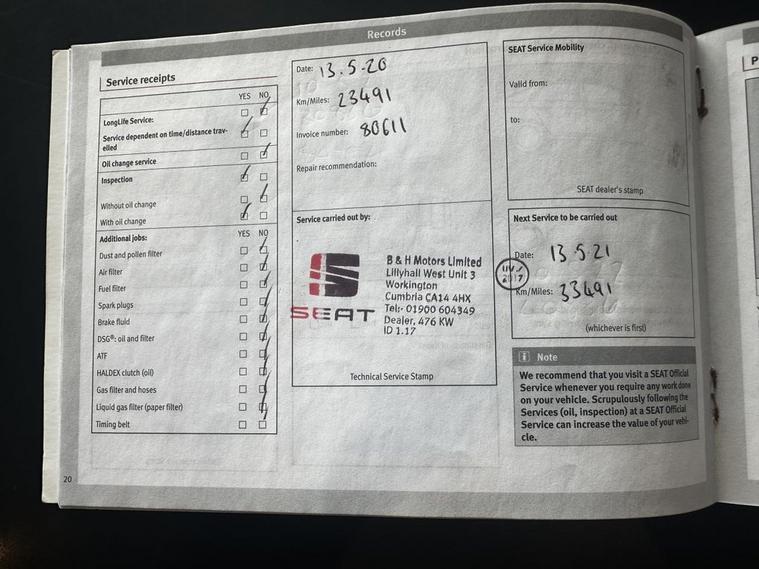 Records
Service receipts
YES NO
LongLife Service:
Service dependent on time/distance trav-
elled
Oil change service
Inspection
Without oil change
With oil change
Additional jobs: YES NO
Dust and pollen filter
Air filter
Fuel filter
Spark plugs
Brake fluid
DSG®: oil and filter
ATF
HALDEX clutch (oil)
Gas filter and hoses
Liquid gas filter (paper filter)
Timing belt
20
Date: 13.5-20
Km/Miles: 23491
Invoice number: 80611
Repair recommendation:
Service carried out by:
SEAT
B & H Motors Limited
Lillyhall West Unit 3
Workington
Cumbria CA14 4HX
Tel:- 01900 604349
Dealer, 476 KW
ID 1.17
Technical Service Stamp
SEAT Service Mobility
Valid from:
to:
SEAT dealer's stamp
Next Service to be carried out
Date: 13.5.21
2017
Km/Miles: 33491
(whichever is first)
i Note
We recommend that you visit a SEAT Official
Service whenever you require any work done
on your vehicle. Scrupulously following the
Services (oil, inspection) at a SEAT Official
Service can increase the value of your vehi-
cle.
P